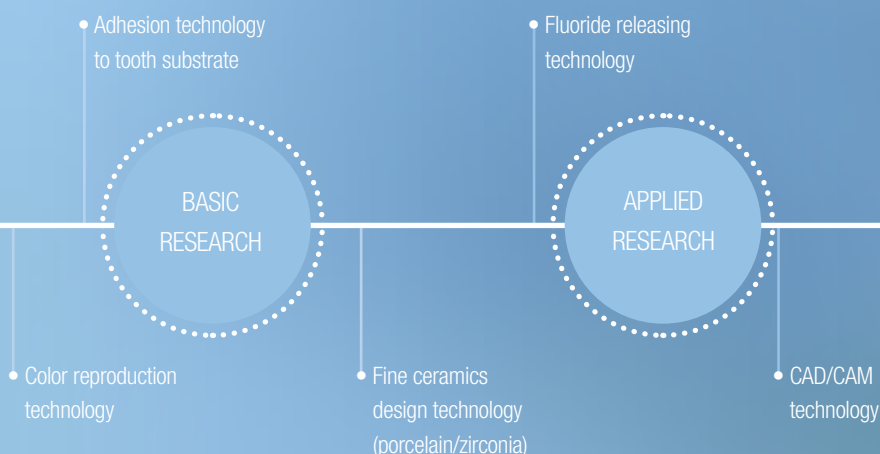 Adhesion technology
to tooth substrate
Fluoride releasing
technology
BASIC
RESEARCH
APPLIED
RESEARCH
Color reproduction
technology
Fine ceramics
design technology
(porcelain/zirconia)
CAD/CAM
technology